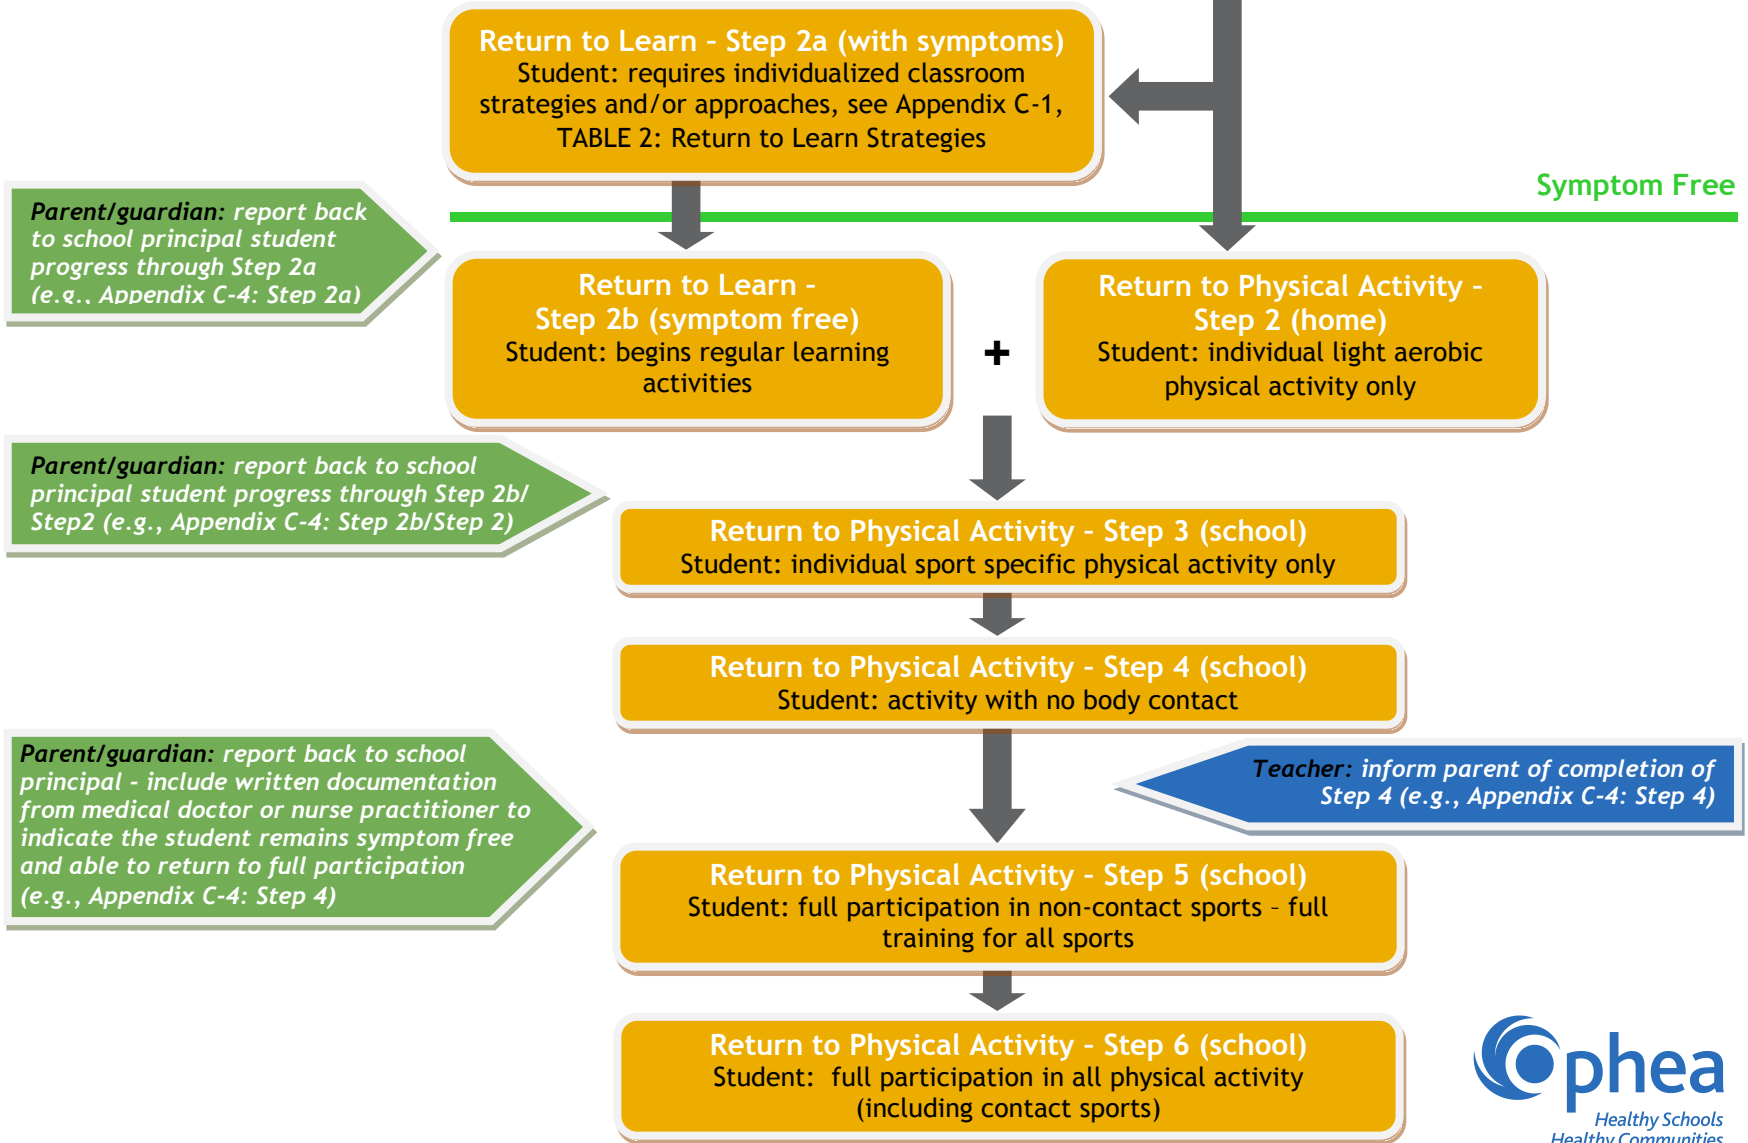 Return to Learn – Step 2a (with symptoms)
Student: requires individualized classroom
strategies and/or approaches, see Appendix C-1,
TABLE 2: Return to Learn Strategies
Symptom Free
Parent/guardian: report back
to school principal student
progress through Step 2a
(e.g., Appendix C-4: Step 2a)
Return to Learn –
Step 2b (symptom free)
Student: begins regular learning
activities
+
Return to Physical Activity –
Step 2 (home)
Student: individual light aerobic
physical activity only
Parent/guardian: report back to school
principal student progress through Step 2b/
Step2 (e.g., Appendix C-4: Step 2b/Step 2)
Return to Physical Activity – Step 3 (school)
Student: individual sport specific physical activity only
Return to Physical Activity – Step 4 (school)
Student: activity with no body contact
Parent/guardian: report back to school
principal - include written documentation
from medical doctor or nurse practitioner to
indicate the student remains symptom free
and able to return to full participation
(e.g., Appendix C-4: Step 4)
Teacher: inform parent of completion of
Step 4 (e.g., Appendix C-4: Step 4)
Return to Physical Activity – Step 5 (school)
Student: full participation in non-contact sports – full
training for all sports
Return to Physical Activity – Step 6 (school)
Student: full participation in all physical activity
(including contact sports)
Ophea
Healthy Schools
Healthy Communities